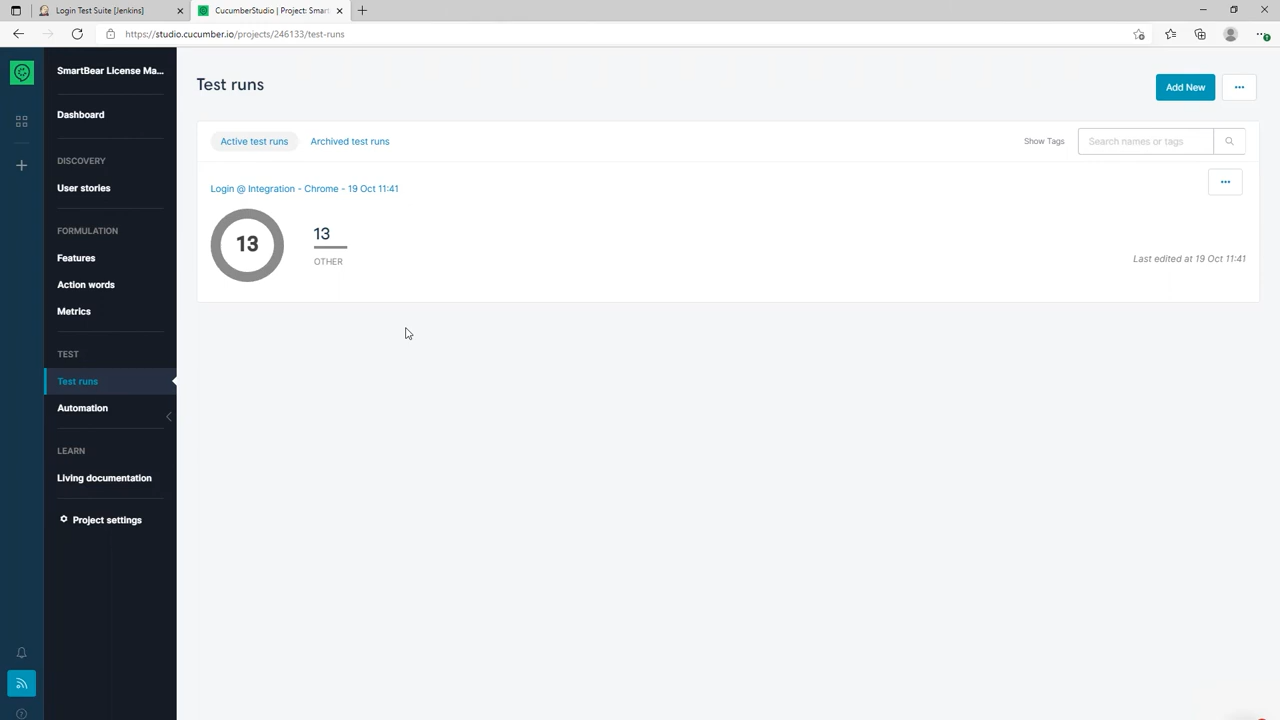 Login Test Suite [Jenkins]
CucumberStudio | Project: Smart
https://studio.cucumber.io/projects/246133/test-runs
SmartBear License Ma...
Dashboard
DISCOVERY
User stories
FORMULATION
Features
Action words
Metrics
TEST
Test runs
Automation
LEARN
Living documentation
Project settings
Test runs
Add New
Active test runs
Archived test runs
Show Tags
Search names or tags
Login @ Integration - Chrome - 19 Oct 11:41
13
13
OTHER
Last edited at 19 Oct 11:41